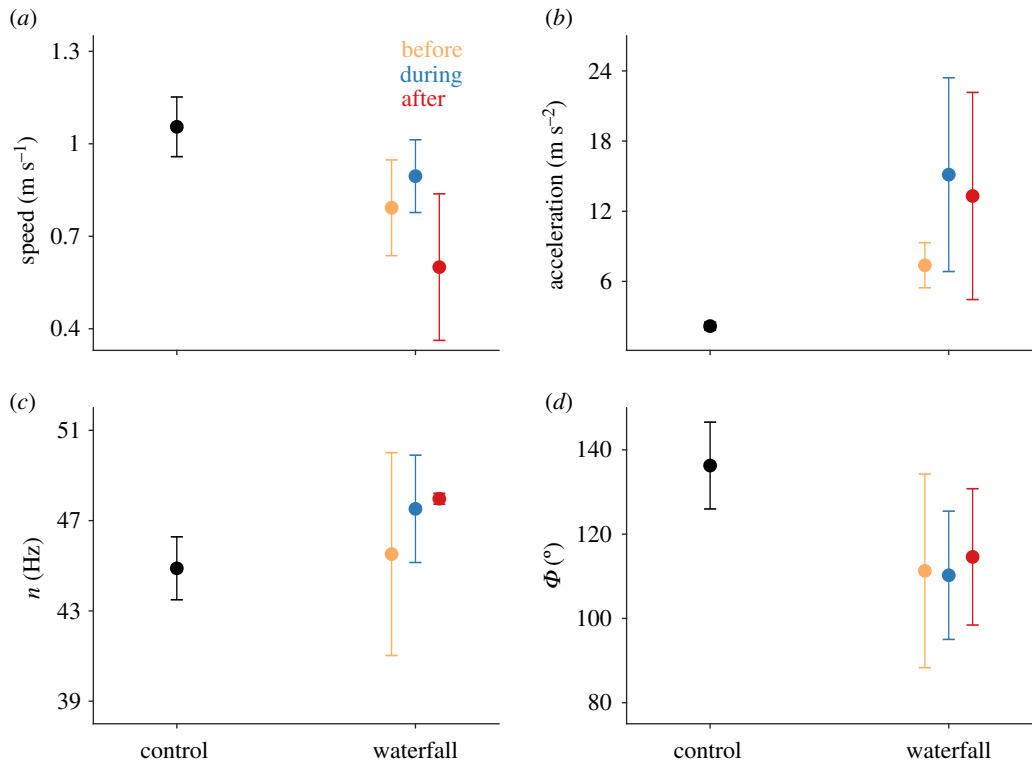 (a)
1.3
1
0.7
0.4
speed (m s⁻¹)
before
during
after
(b)
24
18
12
6
acceleration (m s⁻²)
(c)
51
47
43
39
n (Hz)
control
waterfall
(d)
140
120
100
80
Φ (°)
control
waterfall